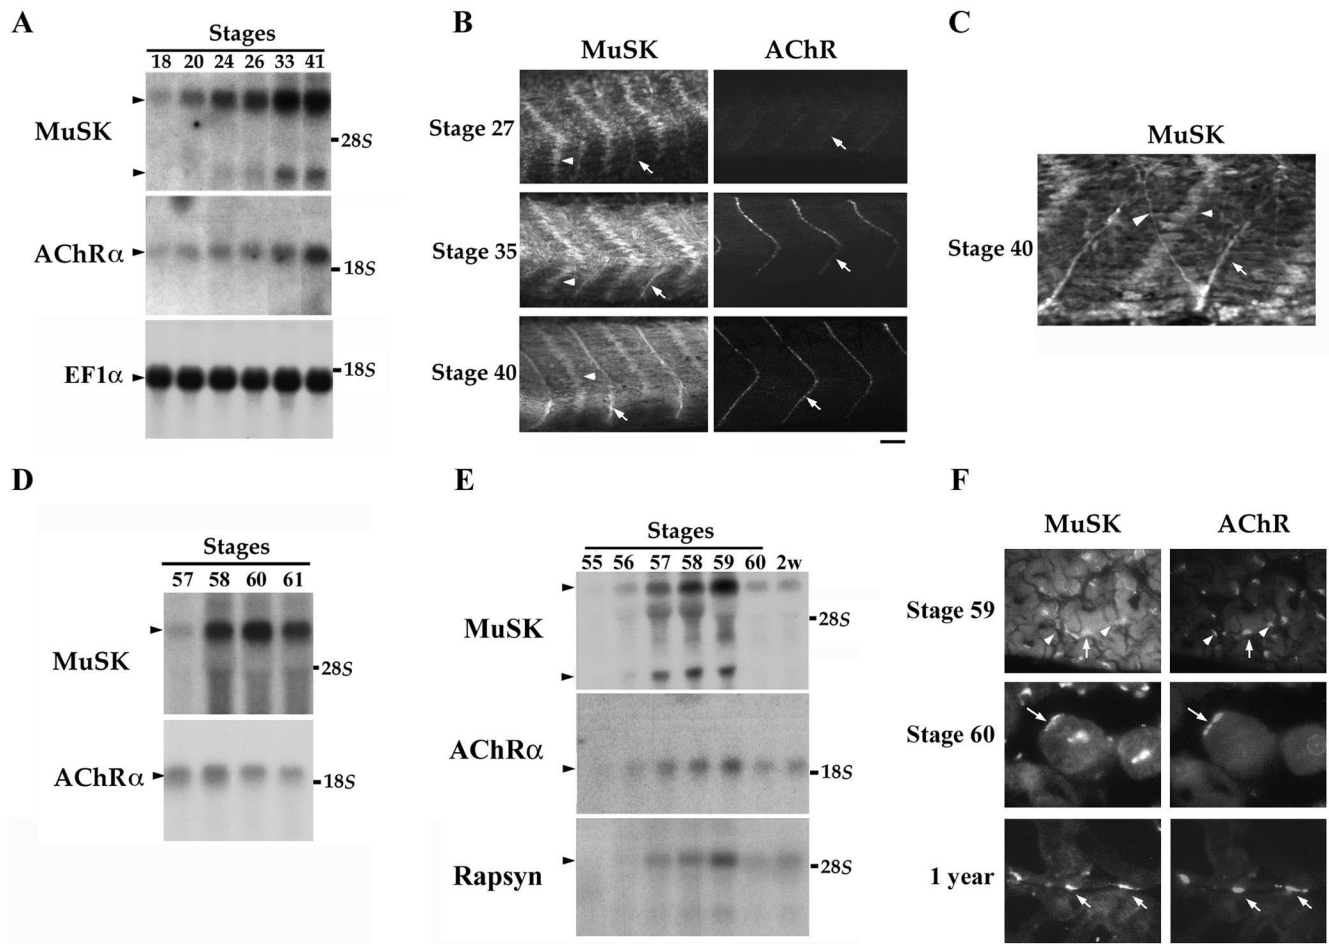 A
Stages
18 20 24 26 33 41
MuSK
28S
AChRα
18S
EF1α
18S
B
MuSK AChR
Stage 27
Stage 35
Stage 40
C
MuSK
Stage 40
D
Stages
57 58 60 61
MuSK
28S
AChRα
18S
E
Stages
55 56 57 58 59 60 2w
MuSK
28S
AChRα
18S
Rapsyn
28S
F
MuSK AChR
Stage 59
Stage 60
1 year